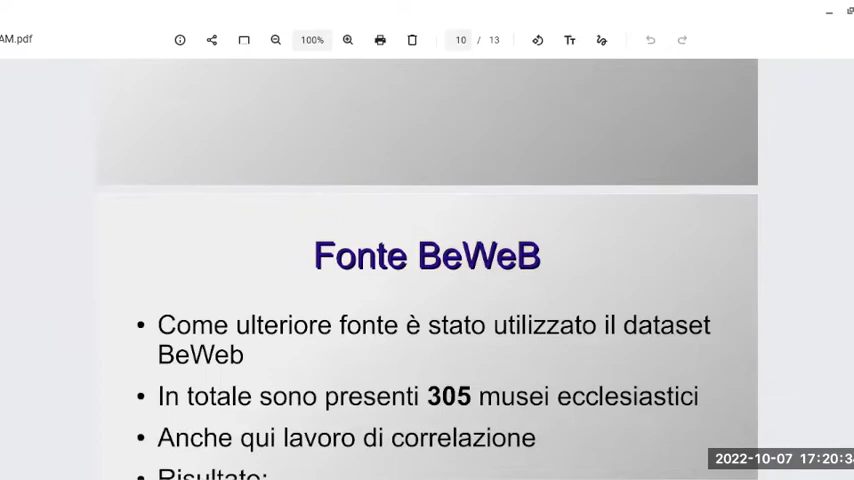 AM.pdf
100%
10 / 13
Fonte BeWeB
• Come ulteriore fonte è stato utilizzato il dataset
BeWeb
• In totale sono presenti 305 musei ecclesiastici
• Anche qui lavoro di correlazione
• Risultato:
2022-10-07 17:20:3